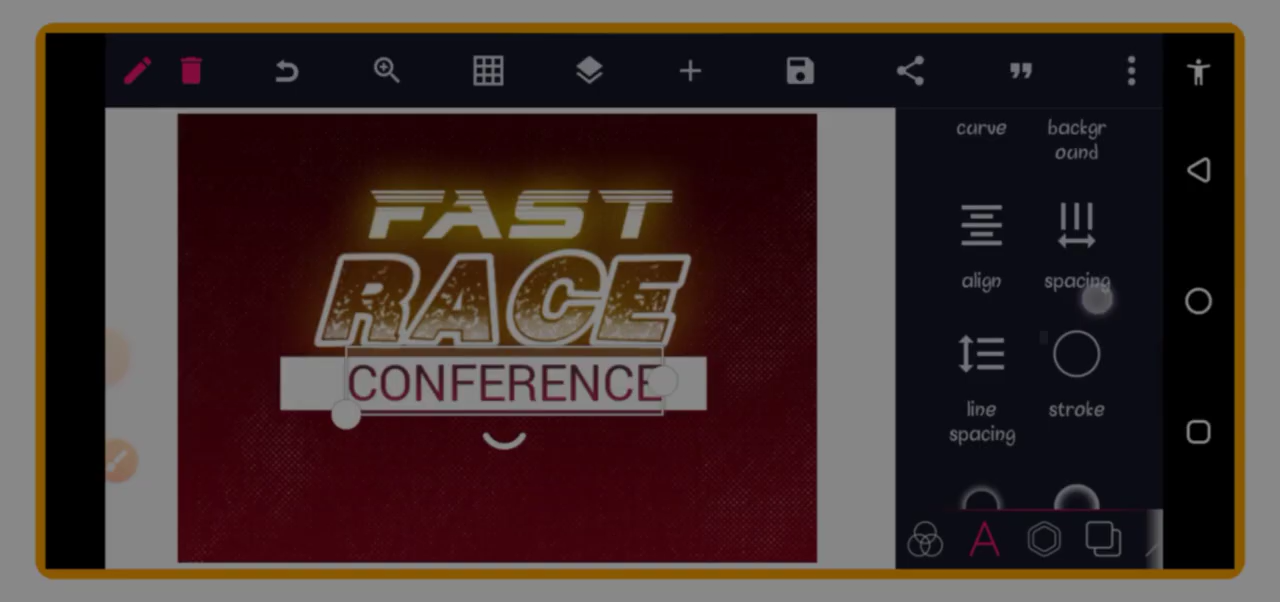 FAST
RACE
CONFERENCE
curve
backgr
ound
align
spacing
line
spacing
stroke